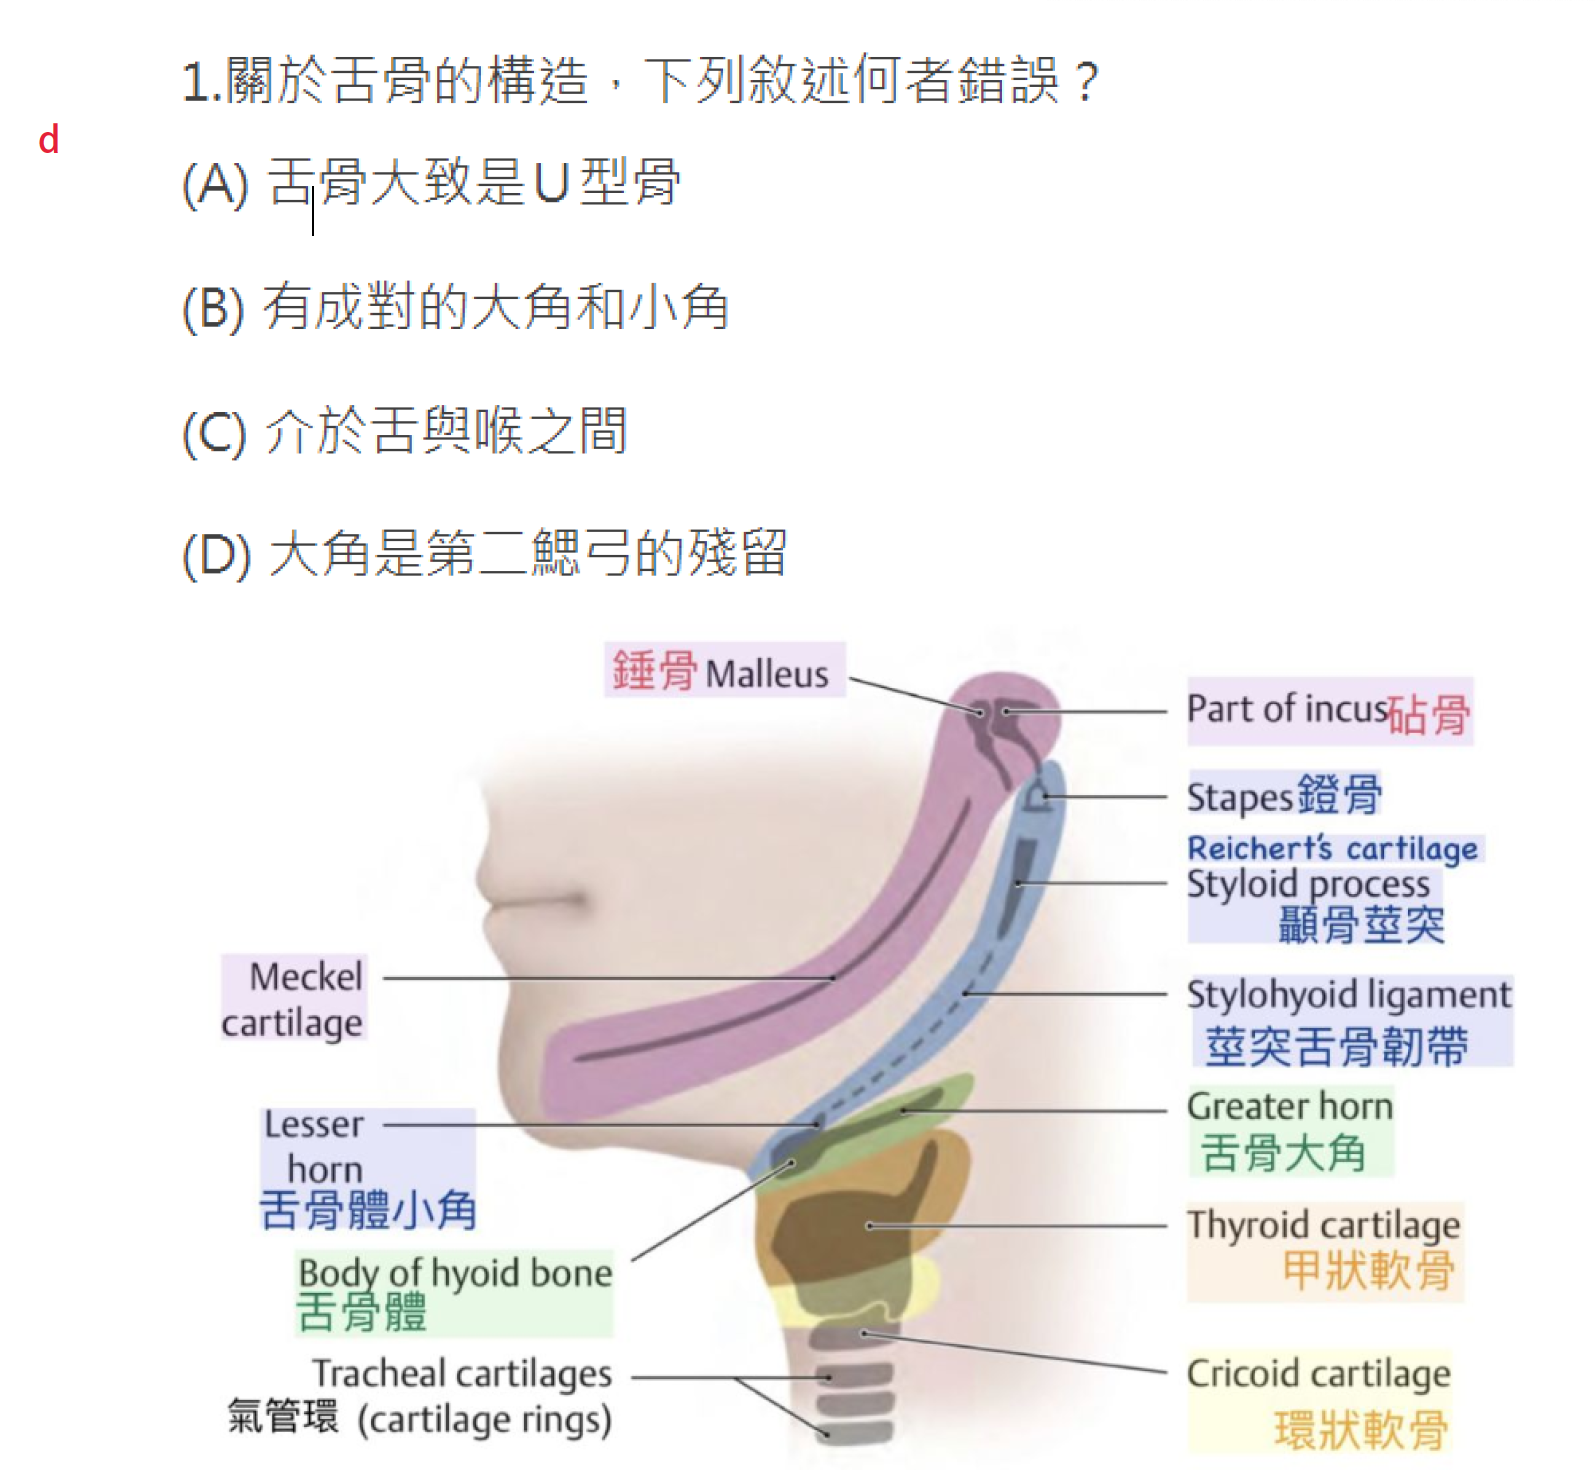 1.關於舌骨的構造，下列敘述何者錯誤？
d
(A) 舌骨大致是U型骨
(B) 有成對的大角和小角
(C) 介於舌與喉之間
(D) 大角是第二鰓弓的殘留
錘骨 Malleus
Part of incus砧骨
Stapes鐙骨
Reichert's cartilage
Styloid process
顳骨莖突
Meckel
cartilage
Stylohyoid ligament
莖突舌骨韌帶
Greater horn
舌骨大角
Lesser
horn
舌骨體小角
Thyroid cartilage
甲狀軟骨
Body of hyoid bone
舌骨體
Tracheal cartilages
氣管環 (cartilage rings)
Cricoid cartilage
環狀軟骨